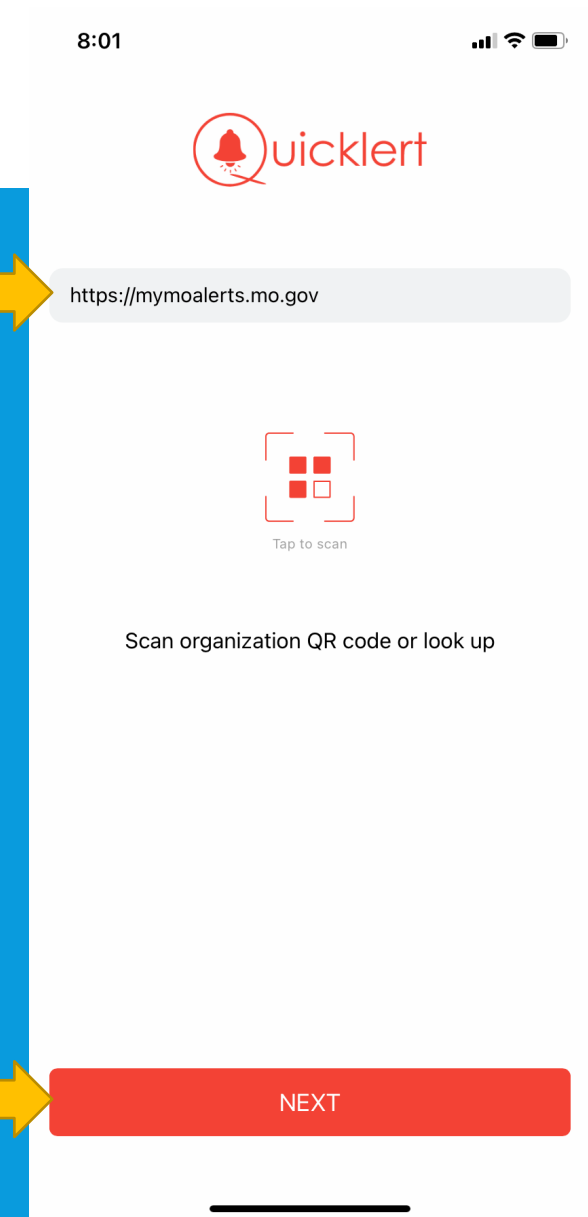 8:01
Quicklert
https://mymoalerts.mo.gov
Tap to scan
Scan organization QR code or look up
NEXT